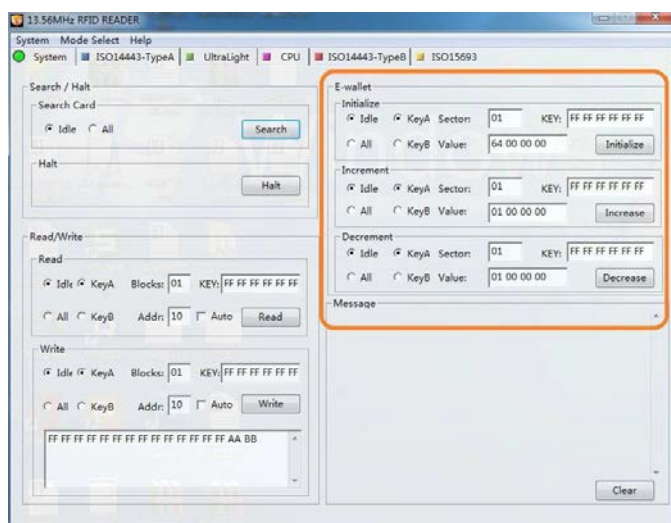 13.56MHz RFID READER
System Mode Select Help
System ISO14443-TypeA UltraLight CPU ISO14443-TypeB ISO15693
Search / Halt
Search Card
Idle All Search
Halt
Halt
Read/Write
Read
Idle KeyA Blocks: 01 KEY: FF FF FF FF FF FF
All KeyB Addr: 10 Auto Read
Write
Idle KeyA Blocks: 01 KEY: FF FF FF FF FF FF
All KeyB Addr: 10 Auto Write
FF FF FF FF FF FF FF FF FF FF FF FF FF FF AA BB
E-wallet
Initialize
Idle KeyA Sector: 01 KEY: FF FF FF FF FF FF
All KeyB Value: 64 00 00 00 Initialize
Increment
Idle KeyA Sector: 01 KEY: FF FF FF FF FF FF
All KeyB Value: 01 00 00 00 Increase
Decrement
Idle KeyA Sector: 01 KEY: FF FF FF FF FF FF
All KeyB Value: 01 00 00 00 Decrease
Message
Clear